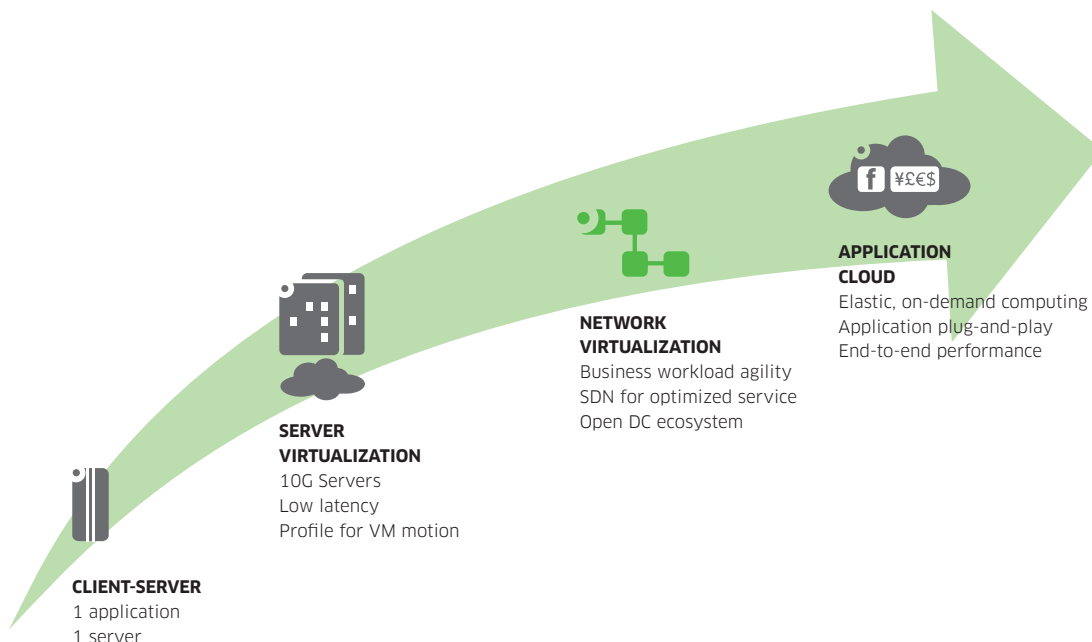 f ¥£€$
APPLICATION
CLOUD
Elastic, on-demand computing
Application plug-and-play
End-to-end performance
NETWORK
VIRTUALIZATION
Business workload agility
SDN for optimized service
Open DC ecosystem
SERVER
VIRTUALIZATION
10G Servers
Low latency
Profile for VM motion
CLIENT-SERVER
1 application
1 server